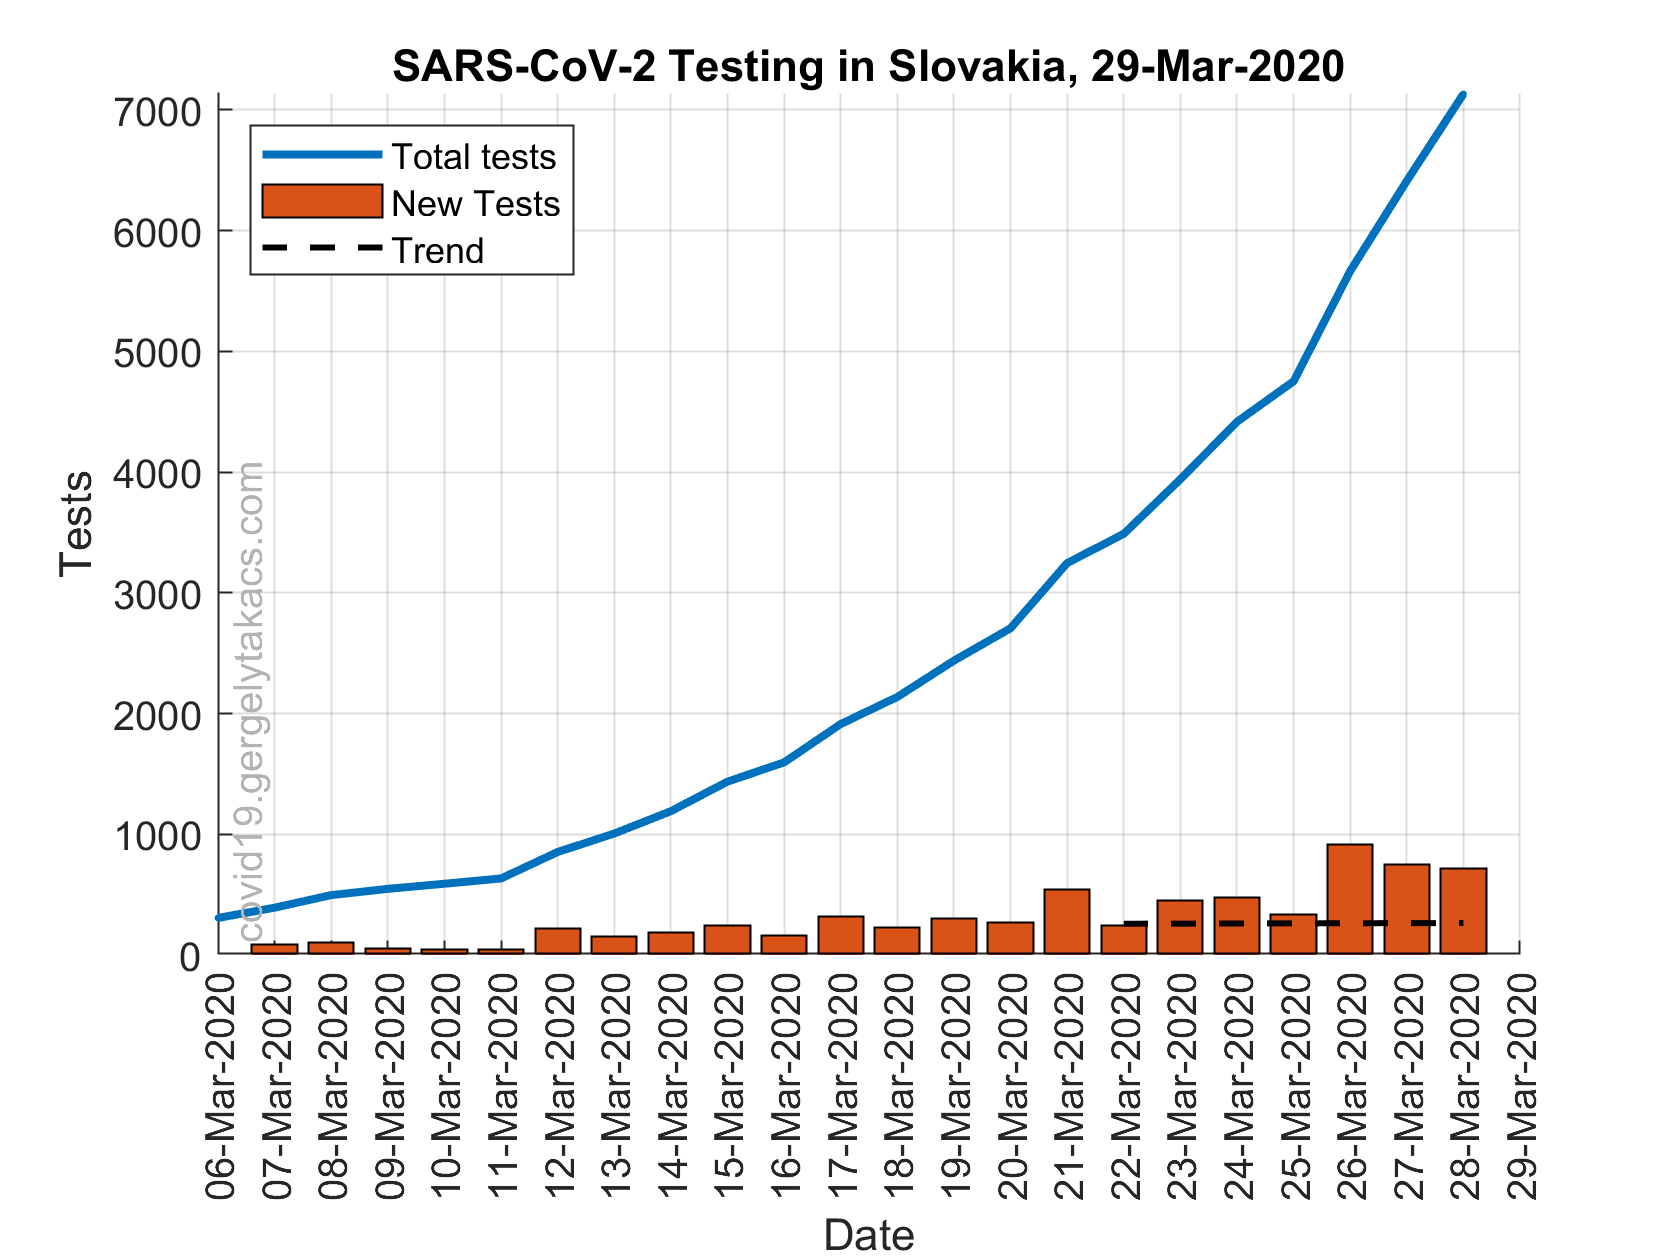 SARS-CoV-2 Testing in Slovakia, 29-Mar-2020
Total tests
New Tests
Trend
7000
6000
5000
4000
3000
2000
1000
0
Tests
covid19.gergelytakacs.com
06-Mar-2020
07-Mar-2020
08-Mar-2020
09-Mar-2020
10-Mar-2020
11-Mar-2020
12-Mar-2020
13-Mar-2020
14-Mar-2020
15-Mar-2020
16-Mar-2020
17-Mar-2020
18-Mar-2020
19-Mar-2020
20-Mar-2020
21-Mar-2020
22-Mar-2020
23-Mar-2020
24-Mar-2020
25-Mar-2020
26-Mar-2020
27-Mar-2020
28-Mar-2020
29-Mar-2020
Date